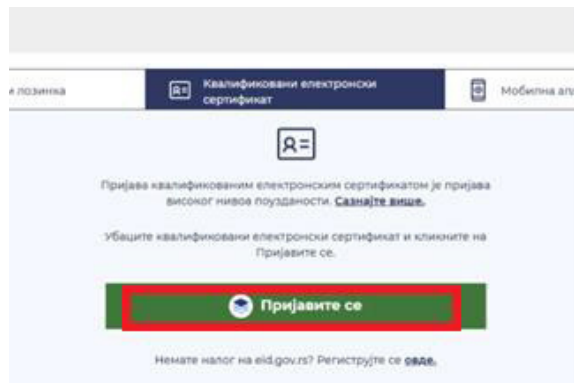 и лозинка
Квалификовани електронски
сертификат
Мобилна апл
Пријава квалификованим електронским сертификатом је пријава
високог нивоа поузданости. Сазнајте више.
Убаците квалификовани електронски сертификат и кликните на
Пријавите се.
Пријавите се
Немате налог на eid.gov.rs? Региструјте се овде.